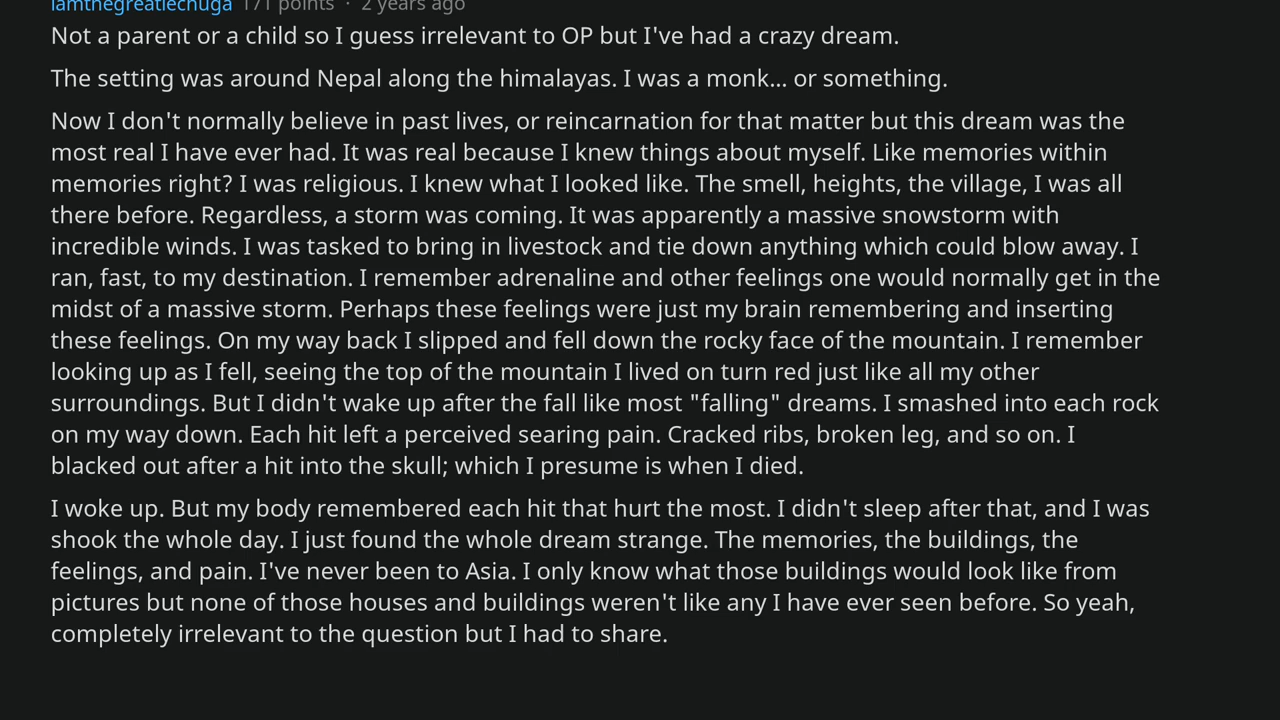 iamthegreatlechuga 171 points · 2 years ago
Not a parent or a child so I guess irrelevant to OP but I've had a crazy dream.
The setting was around Nepal along the himalayas. I was a monk... or something.
Now I don't normally believe in past lives, or reincarnation for that matter but this dream was the
most real I have ever had. It was real because I knew things about myself. Like memories within
memories right? I was religious. I knew what I looked like. The smell, heights, the village, I was all
there before. Regardless, a storm was coming. It was apparently a massive snowstorm with
incredible winds. I was tasked to bring in livestock and tie down anything which could blow away. I
ran, fast, to my destination. I remember adrenaline and other feelings one would normally get in the
midst of a massive storm. Perhaps these feelings were just my brain remembering and inserting
these feelings. On my way back I slipped and fell down the rocky face of the mountain. I remember
looking up as I fell, seeing the top of the mountain I lived on turn red just like all my other
surroundings. But I didn't wake up after the fall like most "falling" dreams. I smashed into each rock
on my way down. Each hit left a perceived searing pain. Cracked ribs, broken leg, and so on. I
blacked out after a hit into the skull; which I presume is when I died.
I woke up. But my body remembered each hit that hurt the most. I didn't sleep after that, and I was
shook the whole day. I just found the whole dream strange. The memories, the buildings, the
feelings, and pain. I've never been to Asia. I only know what those buildings would look like from
pictures but none of those houses and buildings weren't like any I have ever seen before. So yeah,
completely irrelevant to the question but I had to share.